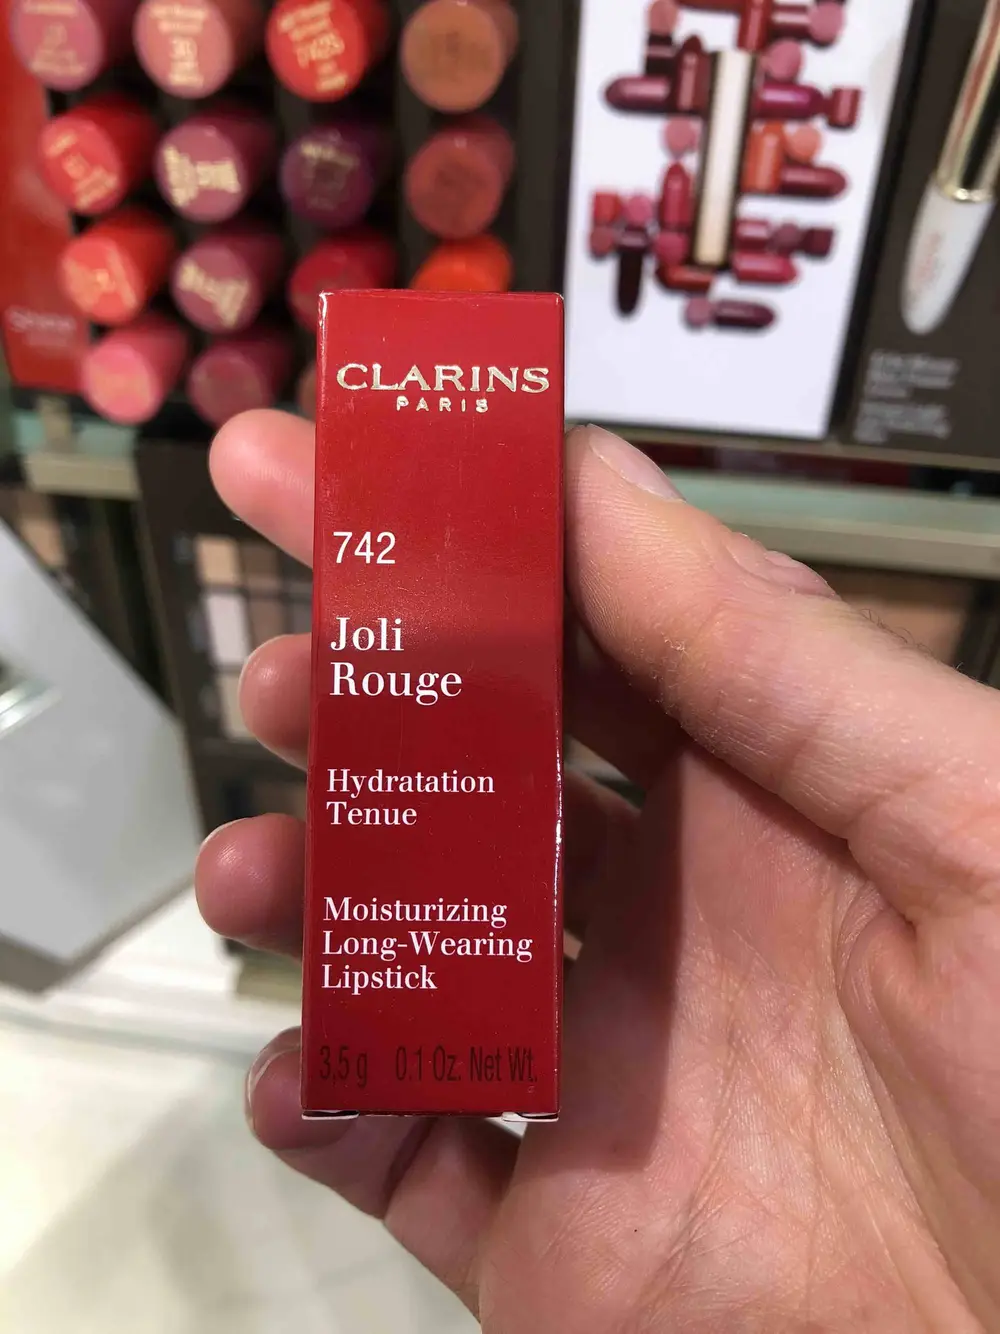 CLARINS
PARIS
742
Joli
Rouge
Hydratation
Tenue
Moisturizing
Long-Wearing
Lipstick
3,5 g 0.1 Oz. Net Wt.